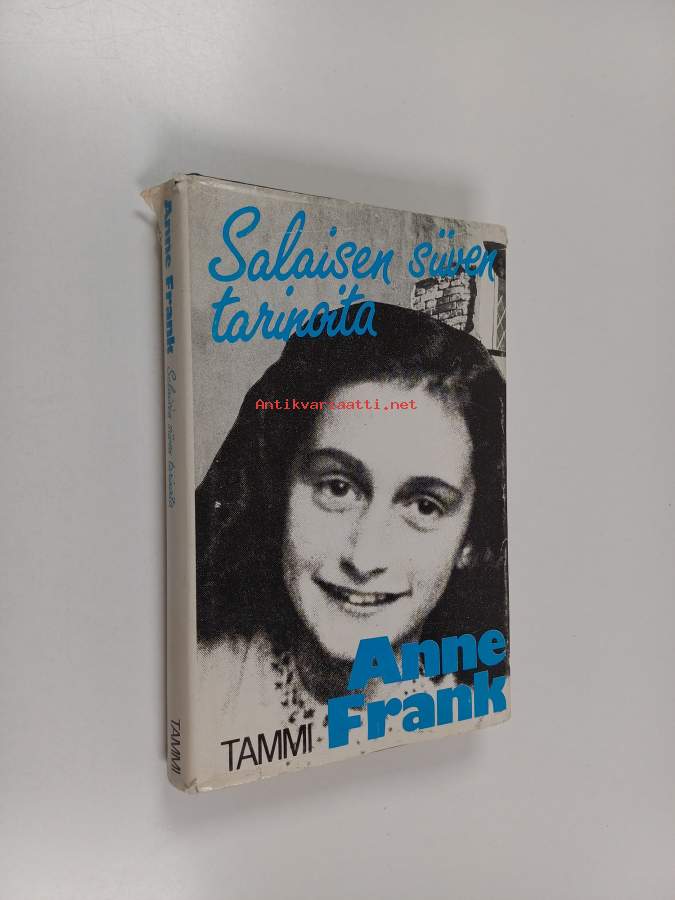 Salaisen siiven
tarinoita
Antikvariaatti.net
Anne
Frank
TAMMI
Anne Frank Salaisen siiven tarinoita
TAMMI